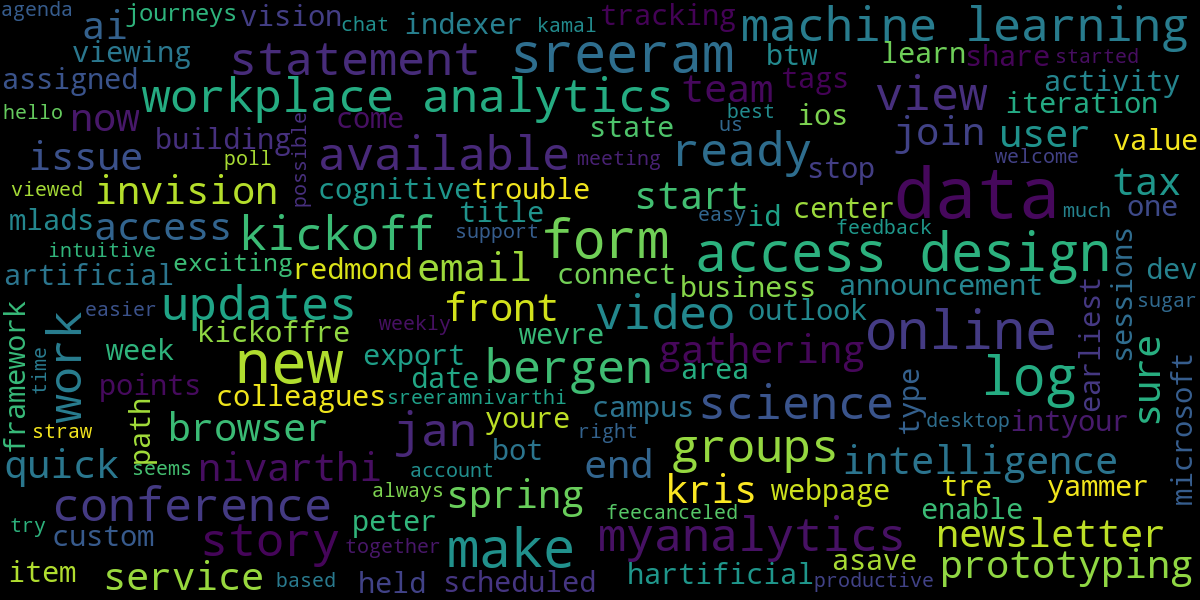 agenda journeys vision chat indexer kamal tracking machine learning
ai viewing statement sreeram btw learn share started
assigned workplace analytics team tags view activity
hello now building possible come state best us ios iteration join user value
issue poll available meeting ready stop welcome
viewed invision cognitive trouble start data tax
mlads access title support easy id center feedback much one
intuitive kickoff form access design
artificial exciting redmond email connect business announcement sessions dev
easier updates front video outlook earliest sugar
framework work kickoffre weekly wevre online
week new export bergen gathering area log sure
time points colleagues date sreeramnivarthi campus science type microsoft
straw path browser jan youre right desktop intyour
quick seems nivarthi account bot end groups intelligence
conference always spring kris webpage tre yammer
try custom peter feecanceled enable
story together make myanalytics newsletter
item service based held scheduled hartificial asave productive prototyping